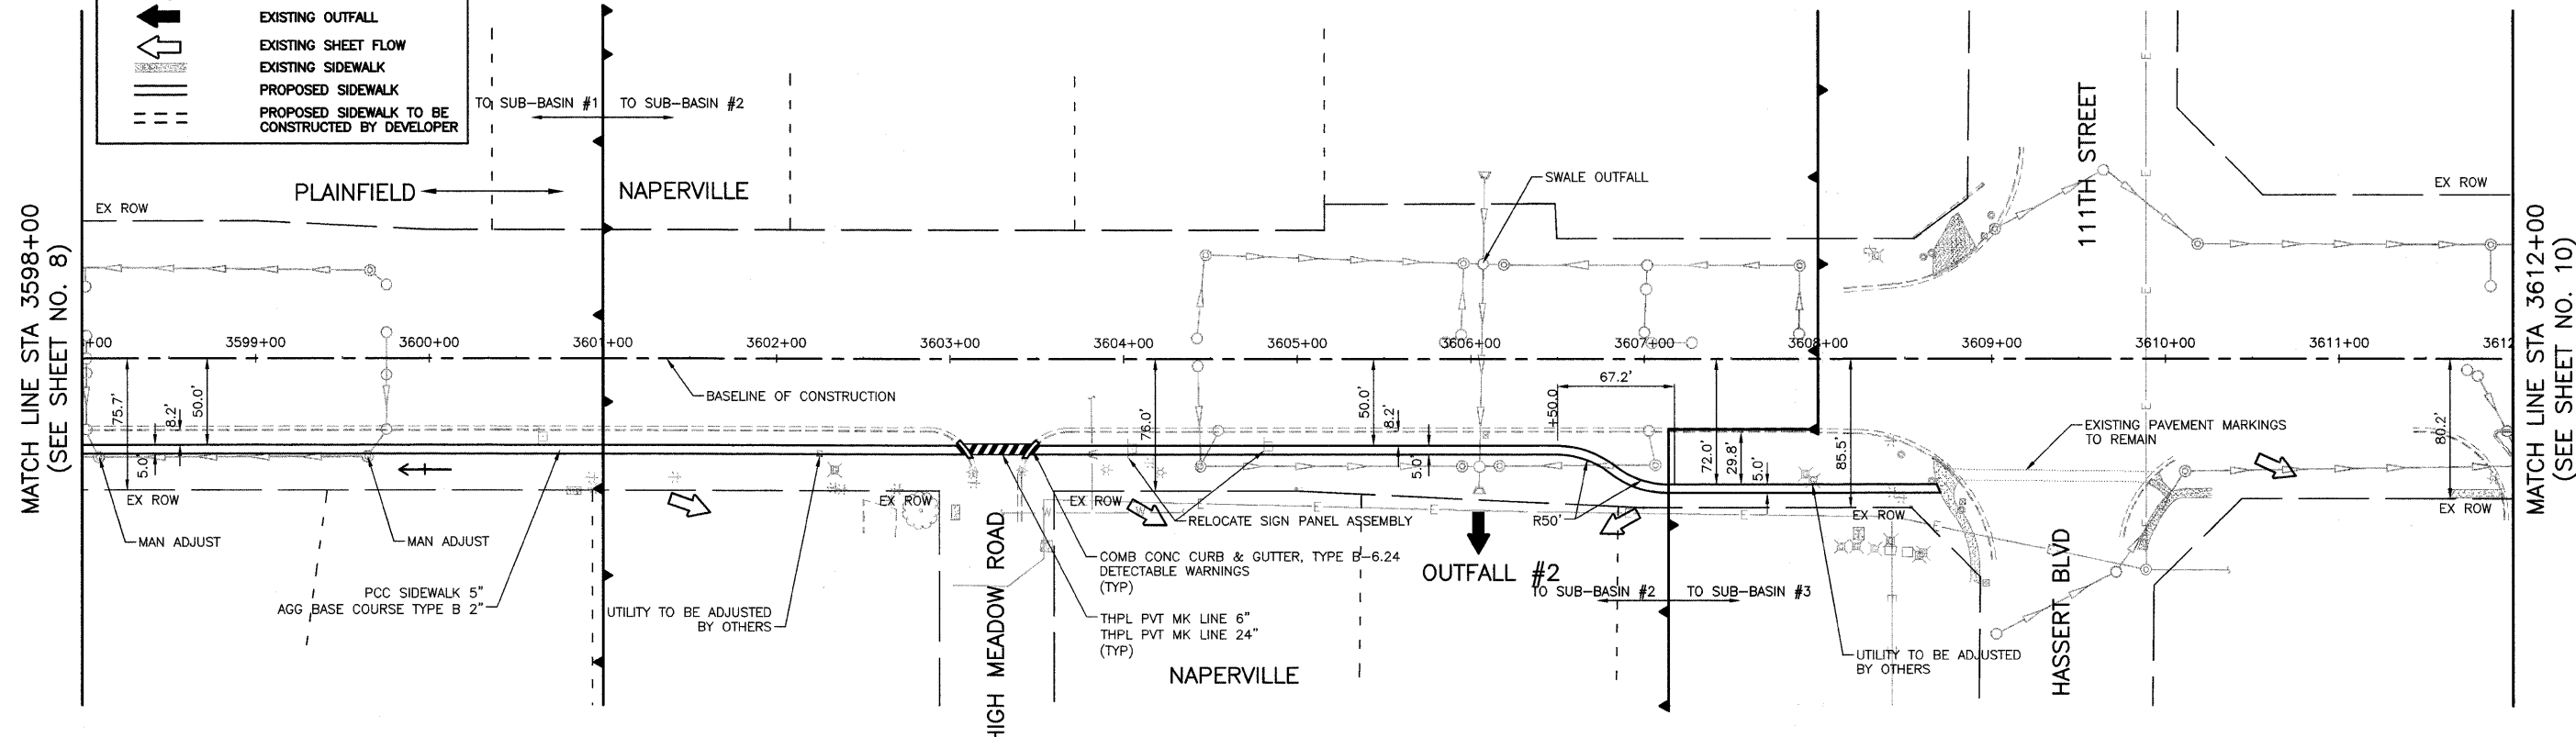 EXISTING OUTFALL
EXISTING SHEET FLOW
EXISTING SIDEWALK
PROPOSED SIDEWALK
PROPOSED SIDEWALK TO BE
CONSTRUCTED BY DEVELOPER
TO SUB-BASIN #1
TO SUB-BASIN #2
PLAINFIELD
NAPERVILLE
EX ROW
SWALE OUTFALL
111TH STREET
EX ROW
MATCH LINE STA 3598+00
(SEE SHEET NO. 8)
MATCH LINE STA 3612+00
(SEE SHEET NO. 10)
+00
3599+00
3600+00
3601+00
3602+00
3603+00
3604+00
3605+00
3606+00
3607+00
3608+00
3609+00
3610+00
3611+00
3612
75.7'
8.2'
50.0'
5.0'
BASELINE OF CONSTRUCTION
76.0'
50.0'
8.2'
5.0'
+50.0
67.2'
72.0'
29.8'
5.0'
85.5'
EXISTING PAVEMENT MARKINGS
TO REMAIN
80.2'
EX ROW
EX ROW
EX ROW
EX ROW
EX ROW
MAN ADJUST
MAN ADJUST
RELOCATE SIGN PANEL ASSEMBLY
R50'
PCC SIDEWALK 5"
AGG BASE COURSE TYPE B 2"
UTILITY TO BE ADJUSTED
BY OTHERS
HIGH MEADOW ROAD
COMB CONC CURB & GUTTER, TYPE B-6.24
DETECTABLE WARNINGS
(TYP)
THPL PVT MK LINE 6"
THPL PVT MK LINE 24"
(TYP)
NAPERVILLE
OUTFALL #2
TO SUB-BASIN #2
TO SUB-BASIN #3
UTILITY TO BE ADJUSTED
BY OTHERS
HASSERT BLVD